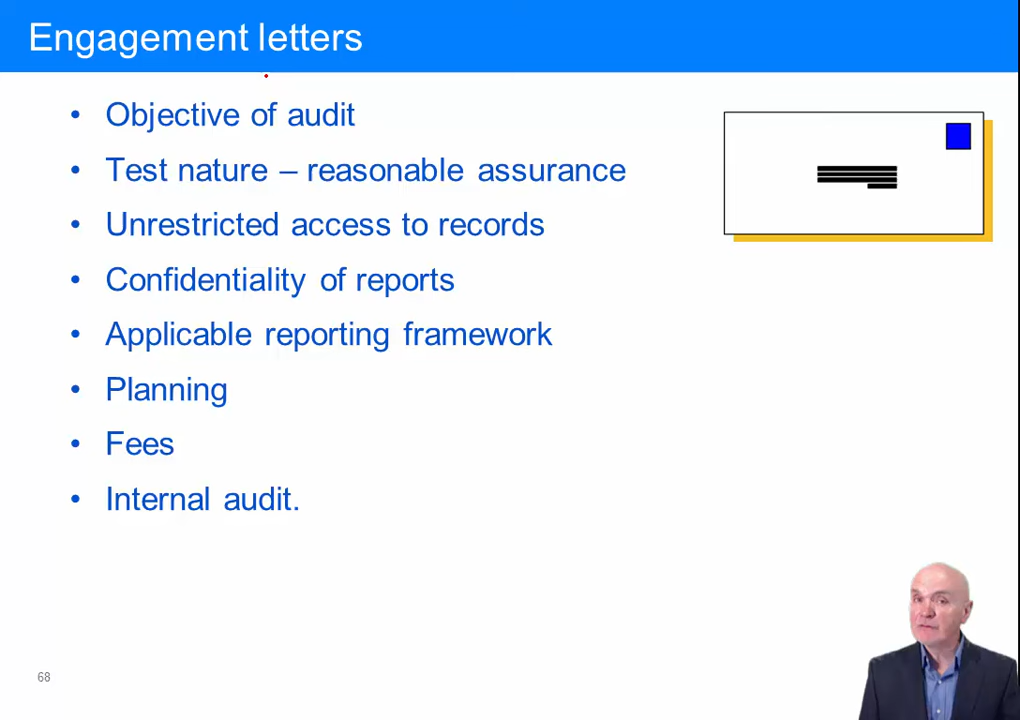 Engagement letters
• Objective of audit
• Test nature – reasonable assurance
• Unrestricted access to records
• Confidentiality of reports
• Applicable reporting framework
• Planning
• Fees
• Internal audit.
68